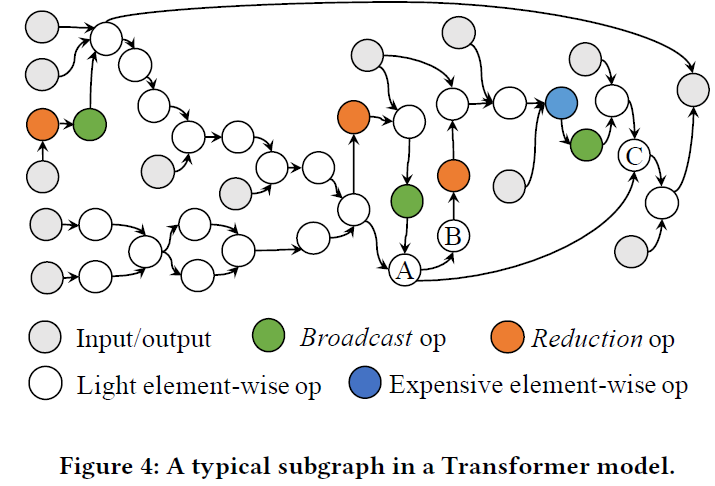 C
B
A
Input/output
Broadcast op
Reduction op
Light element-wise op
Expensive element-wise op
Figure 4: A typical subgraph in a Transformer model.